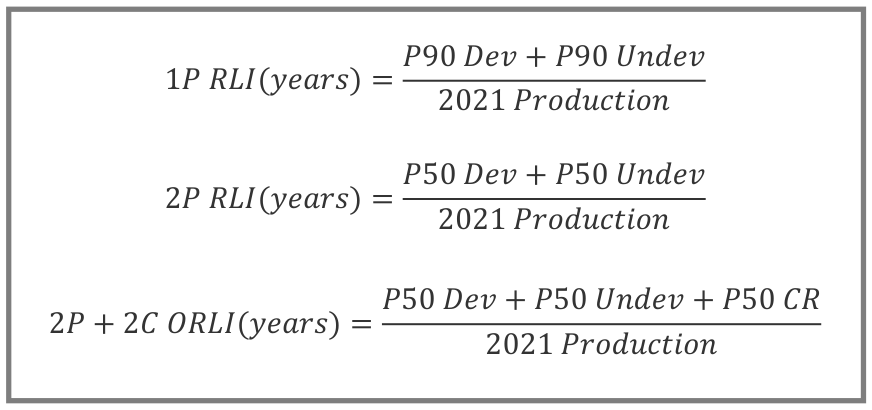 1P RLI(years) = P90 Dev + P90 Undev / 2021 Production
2P RLI(years) = P50 Dev + P50 Undev / 2021 Production
2P + 2C ORLI(years) = P50 Dev + P50 Undev + P50 CR / 2021 Production